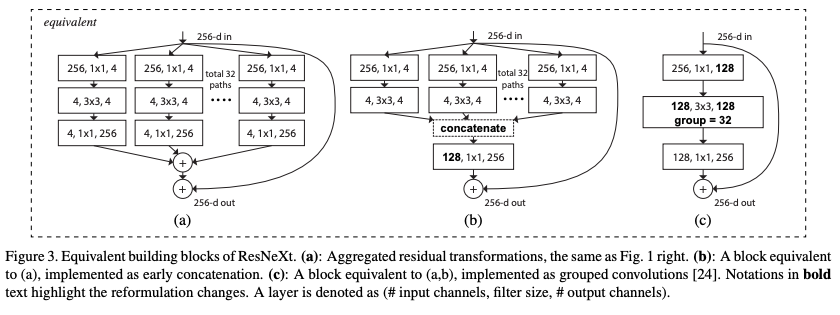 equivalent
256-d in
256, 1x1, 4
256, 1x1, 4
total 32
paths
256, 1x1, 4
4, 3x3, 4
4, 3x3, 4
....
4, 3x3, 4
4, 1x1, 256
4, 1x1, 256
4, 1x1, 256
+
+
256-d out
(a)
256-d in
256, 1x1, 4
256, 1x1, 4
total 32
paths
256, 1x1, 4
4, 3x3, 4
4, 3x3, 4
....
4, 3x3, 4
concatenate
128, 1x1, 256
+
256-d out
(b)
256-d in
256, 1x1, 128
128, 3x3, 128
group = 32
128, 1x1, 256
+
256-d out
(c)
Figure 3. Equivalent building blocks of ResNeXt. (a): Aggregated residual transformations, the same as Fig. 1 right. (b): A block equivalent
to (a), implemented as early concatenation. (c): A block equivalent to (a,b), implemented as grouped convolutions [24]. Notations in bold
text highlight the reformulation changes. A layer is denoted as (# input channels, filter size, # output channels).